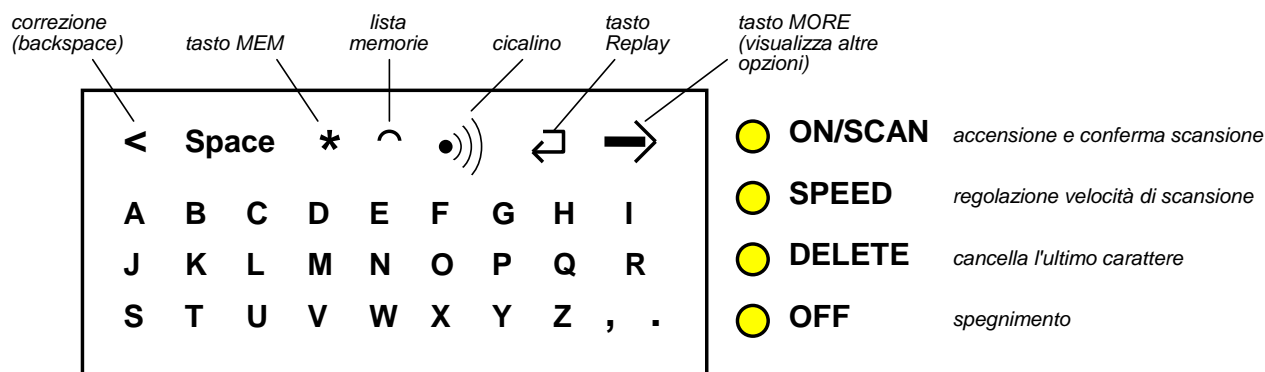 correzione
(backspace)
tasto MEM
lista
memorie
cicalino
tasto
Replay
tasto MORE
(visualizza altre
opzioni)
< Space *
A B C D E F G H I
J K L M N O P Q R
S T U V W X Y Z , .
ON/SCAN accensione e conferma scansione
SPEED regolazione velocità di scansione
DELETE cancella l'ultimo carattere
OFF spegnimento